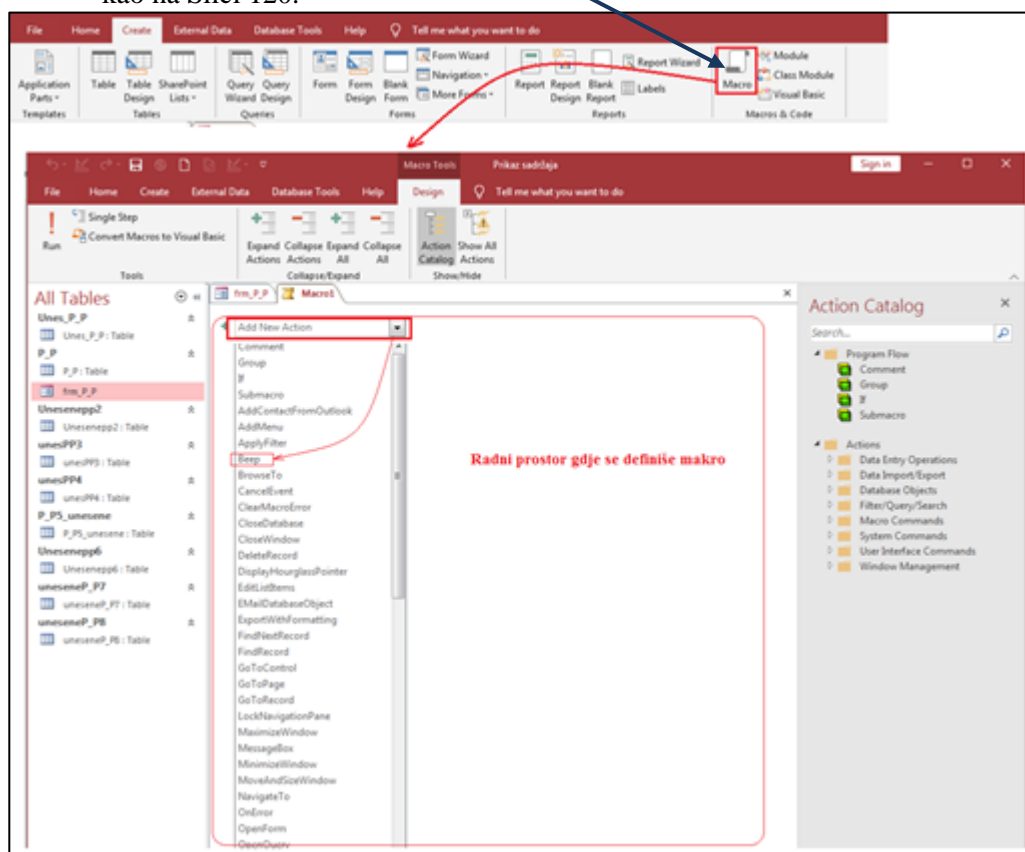 kao na Slici 126.
File Home Create External Data Database Tools Help Tell me what you want to do
Application Parts
Table Table Design SharePoint Lists
Query Wizard Query Design
Form Form Design Blank Form
Form Wizard
Navigation
More Forms
Report Report Design Blank Report
Report Wizard
Labels
Macro
Module
Class Module
Visual Basic
Templates Tables Queries Forms Reports Macros & Code
Macro Tools Prikaz sadržaja Sign in
File Home Create External Data Database Tools Help Design Tell me what you want to do
Run
Single Step
Convert Macros to Visual Basic
Expand Actions Collapse Actions Expand All Collapse All
Action Catalog Show All Actions
Tools Collapse/Expand Show/Hide
All Tables
Unes_P_P
Unes_P_P : Table
P_P
P_P : Table
frm_P_P
Unesenepp2
Unesenepp2 : Table
unesPP3
unesPP3 : Table
unesPP4
unesPP4 : Table
P_P5_unesene
P_P5_unesene : Table
Unesenepp6
Unesenepp6 : Table
uneseneP_P7
uneseneP_P7 : Table
uneseneP_P8
uneseneP_P8 : Table
frm_P_P Macro1
Add New Action
Comment
Group
If
Submacro
AddContactFromOutlook
AddMenu
ApplyFilter
Beep
BrowseTo
CancelEvent
ClearMacroError
CloseDatabase
CloseWindow
DeleteRecord
DisplayHourglassPointer
EditListItems
EMailDatabaseObject
ExportWithFormatting
FindNextRecord
FindRecord
GoToControl
GoToPage
GoToRecord
LockNavigationPane
MaximizeWindow
MessageBox
MinimizeWindow
MoveAndSizeWindow
NavigateTo
OnError
OpenForm
OpenQuery
Radni prostor gdje se definiše makro
Action Catalog
Search...
Program Flow
Comment
Group
If
Submacro
Actions
Data Entry Operations
Data Import/Export
Database Objects
Filter/Query/Search
Macro Commands
System Commands
User Interface Commands
Window Management